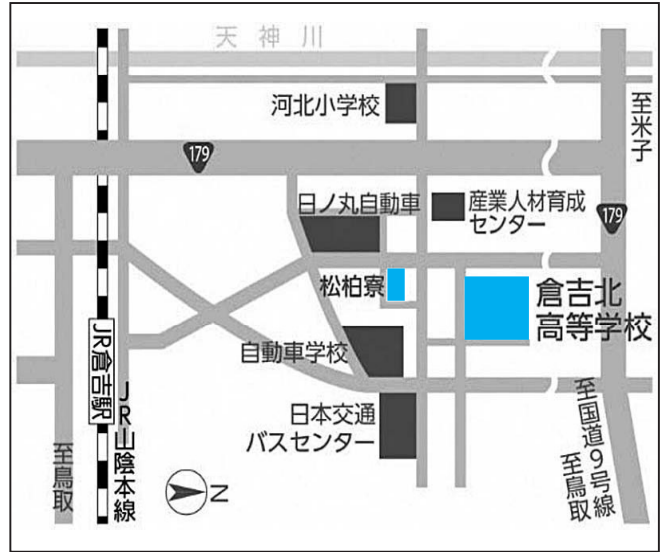 天神川
河北小学校
至米子
179
日ノ丸自動車
産業人材育成
センター
179
松柏寮
倉吉北
高等学校
自動車学校
JR倉吉駅
JR山陰本線
日本交通
バスセンター
至鳥取
N
至国道9号線
至鳥取